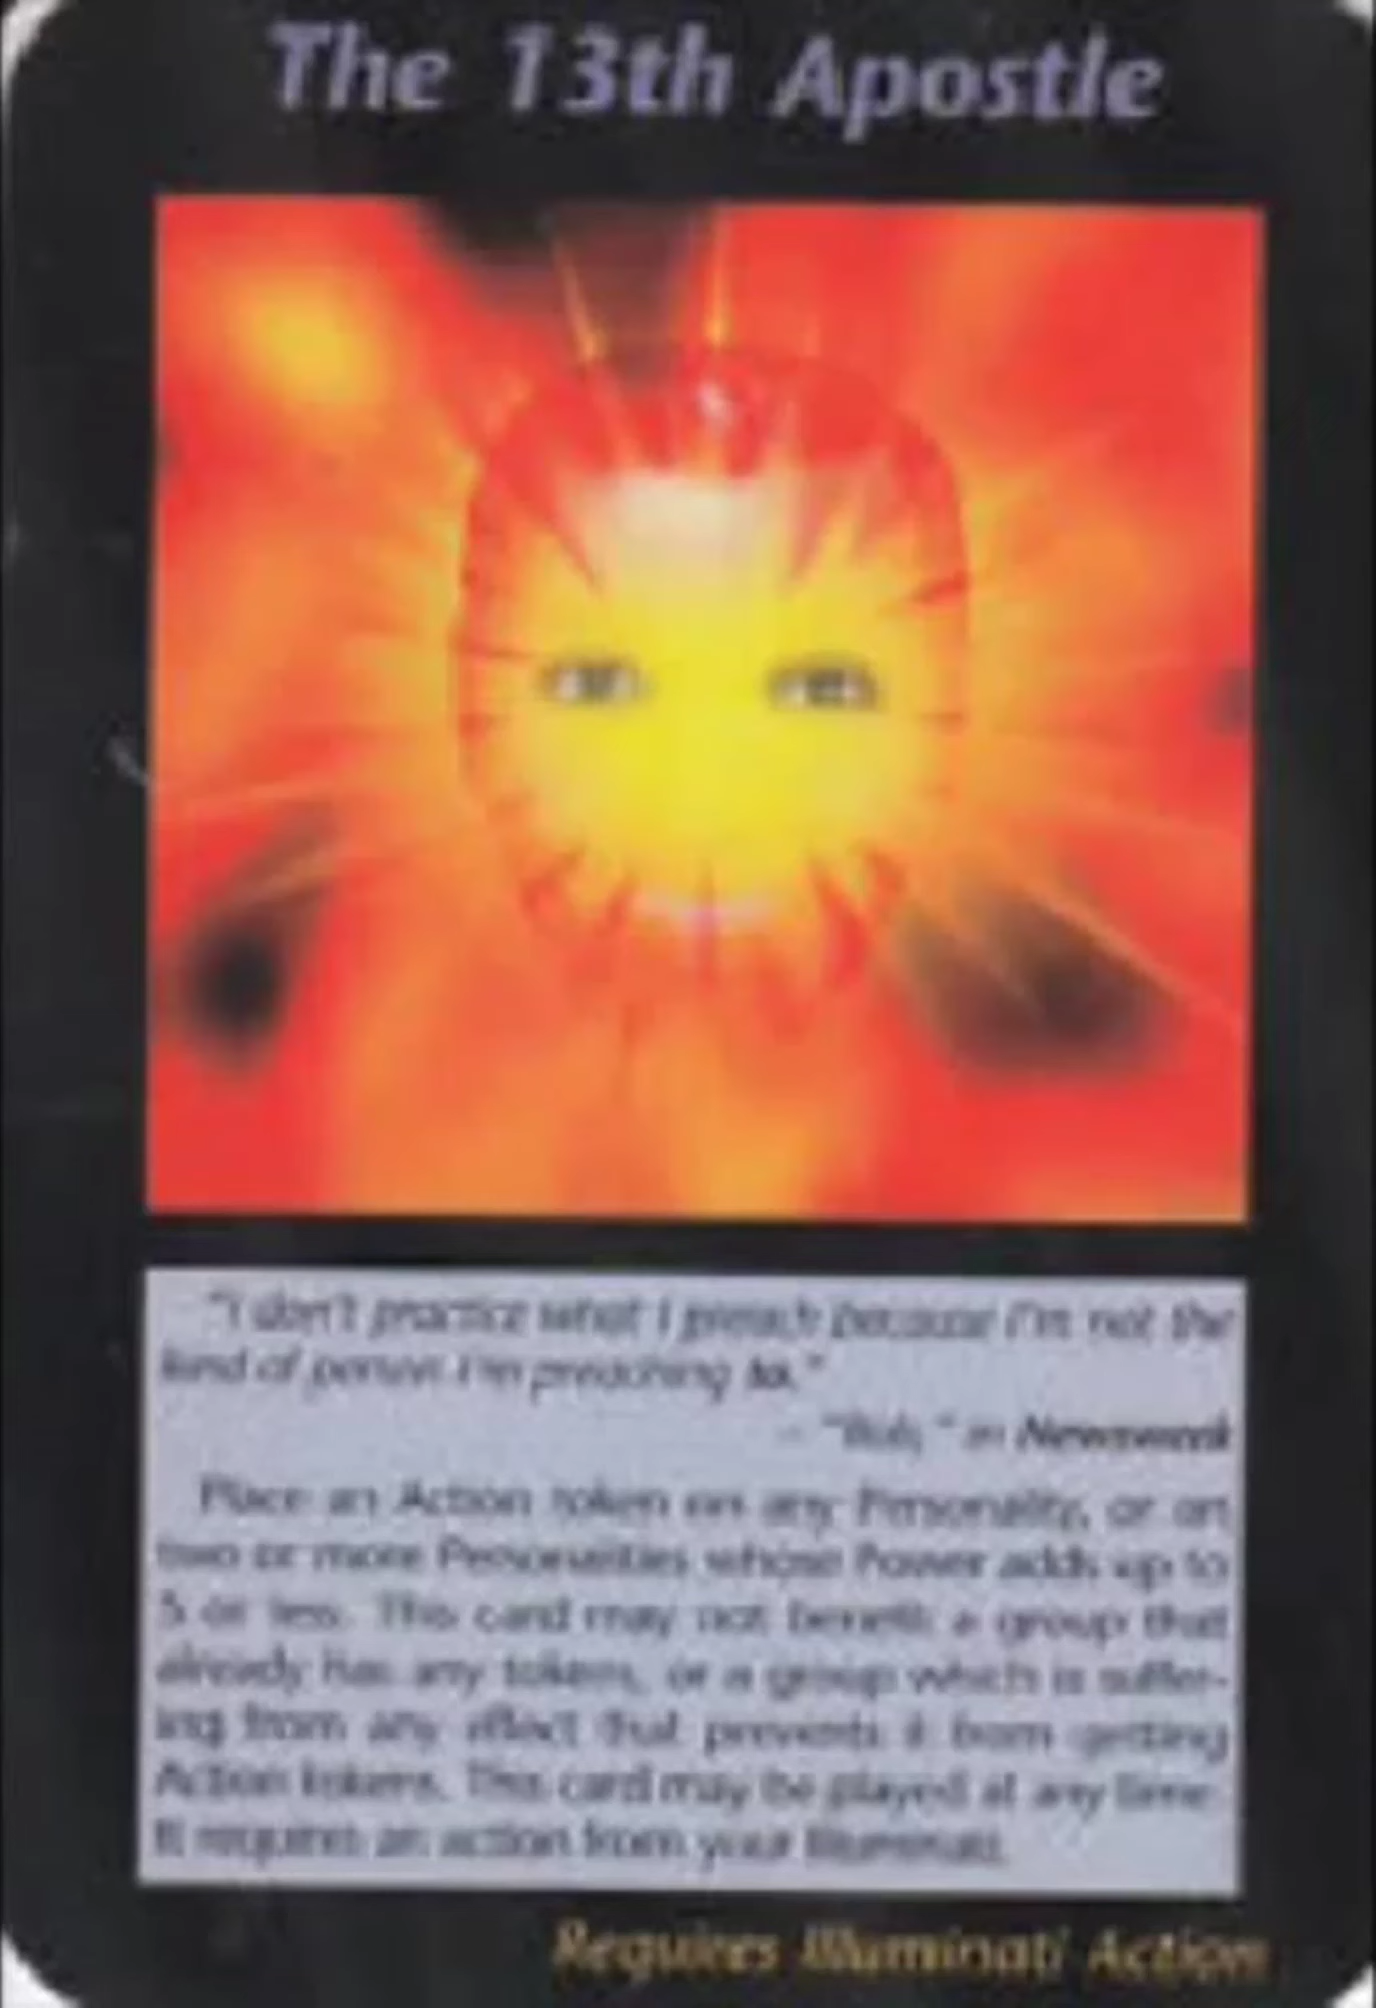 The 13th Apostle
"I don't practice what I preach because I'm not the
kind of person I'm preaching to."
– "Bob," in Newsweek
Place an Action token on any Personality, or on
two or more Personalities whose Power adds up to
5 or less. This card may not benefit a group that
already has any tokens, or a group which is suffer-
ing from any effect that prevents it from getting
Action tokens. This card may be played at any time.
It requires an action from your Illuminati.
Requires Illuminati Action